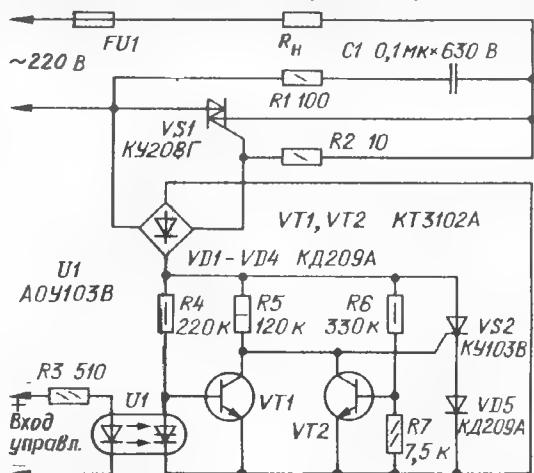 FU1
Rн
~220 В
C1 0,1мк×630 В
R1 100
VS1
КУ208Г
R2 10
VT1, VT2 КТ3102А
VD1-VD4 КД209А
U1
АОУ103В
R4
220к
R5
120к
R6
330к
VS2
КУ103В
R3 510
+
U1
Вход
управл.
−
VT1
VT2
R7
7,5к
VD5
КД209А